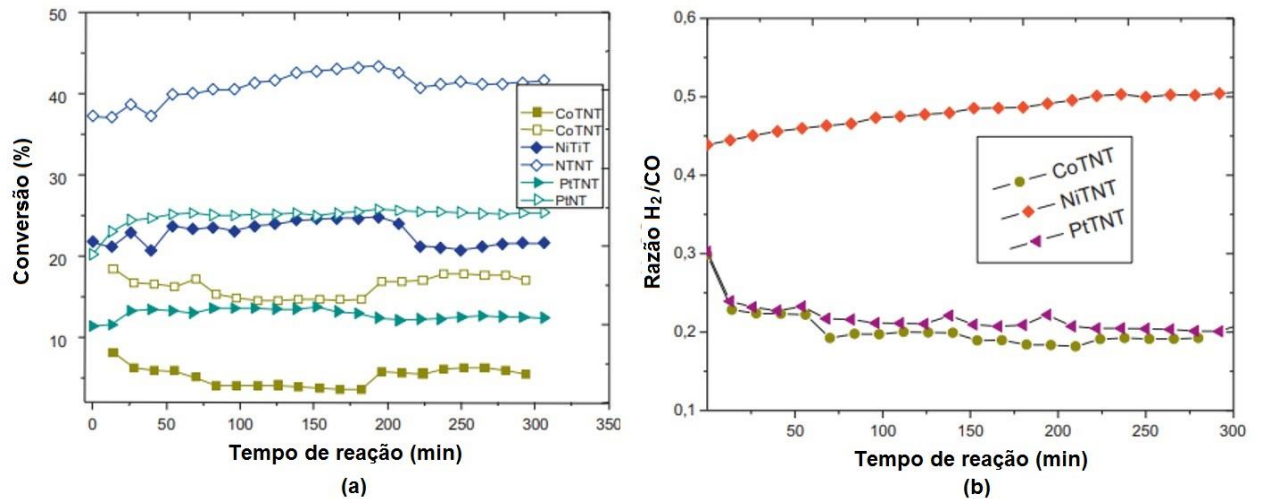 50
40
30
20
10
Conversão (%)
CoTNT
CoTNT
NiTiT
NTNT
PtTNT
PtNT
0
50
100
150
200
250
300
350
Tempo de reação (min)
(a)
0,6
0,5
0,4
0,3
0,2
0,1
Razão H₂/CO
CoTNT
NiTNT
PtTNT
50
100
150
200
250
300
Tempo de reação (min)
(b)